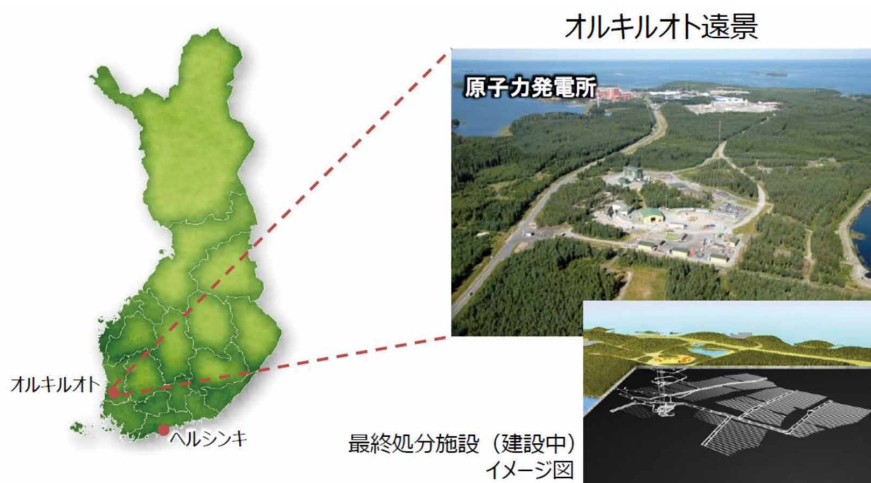 オルキルオト遠景
原子力発電所
オルキルオト
ヘルシンキ
最終処分施設（建設中）
イメージ図